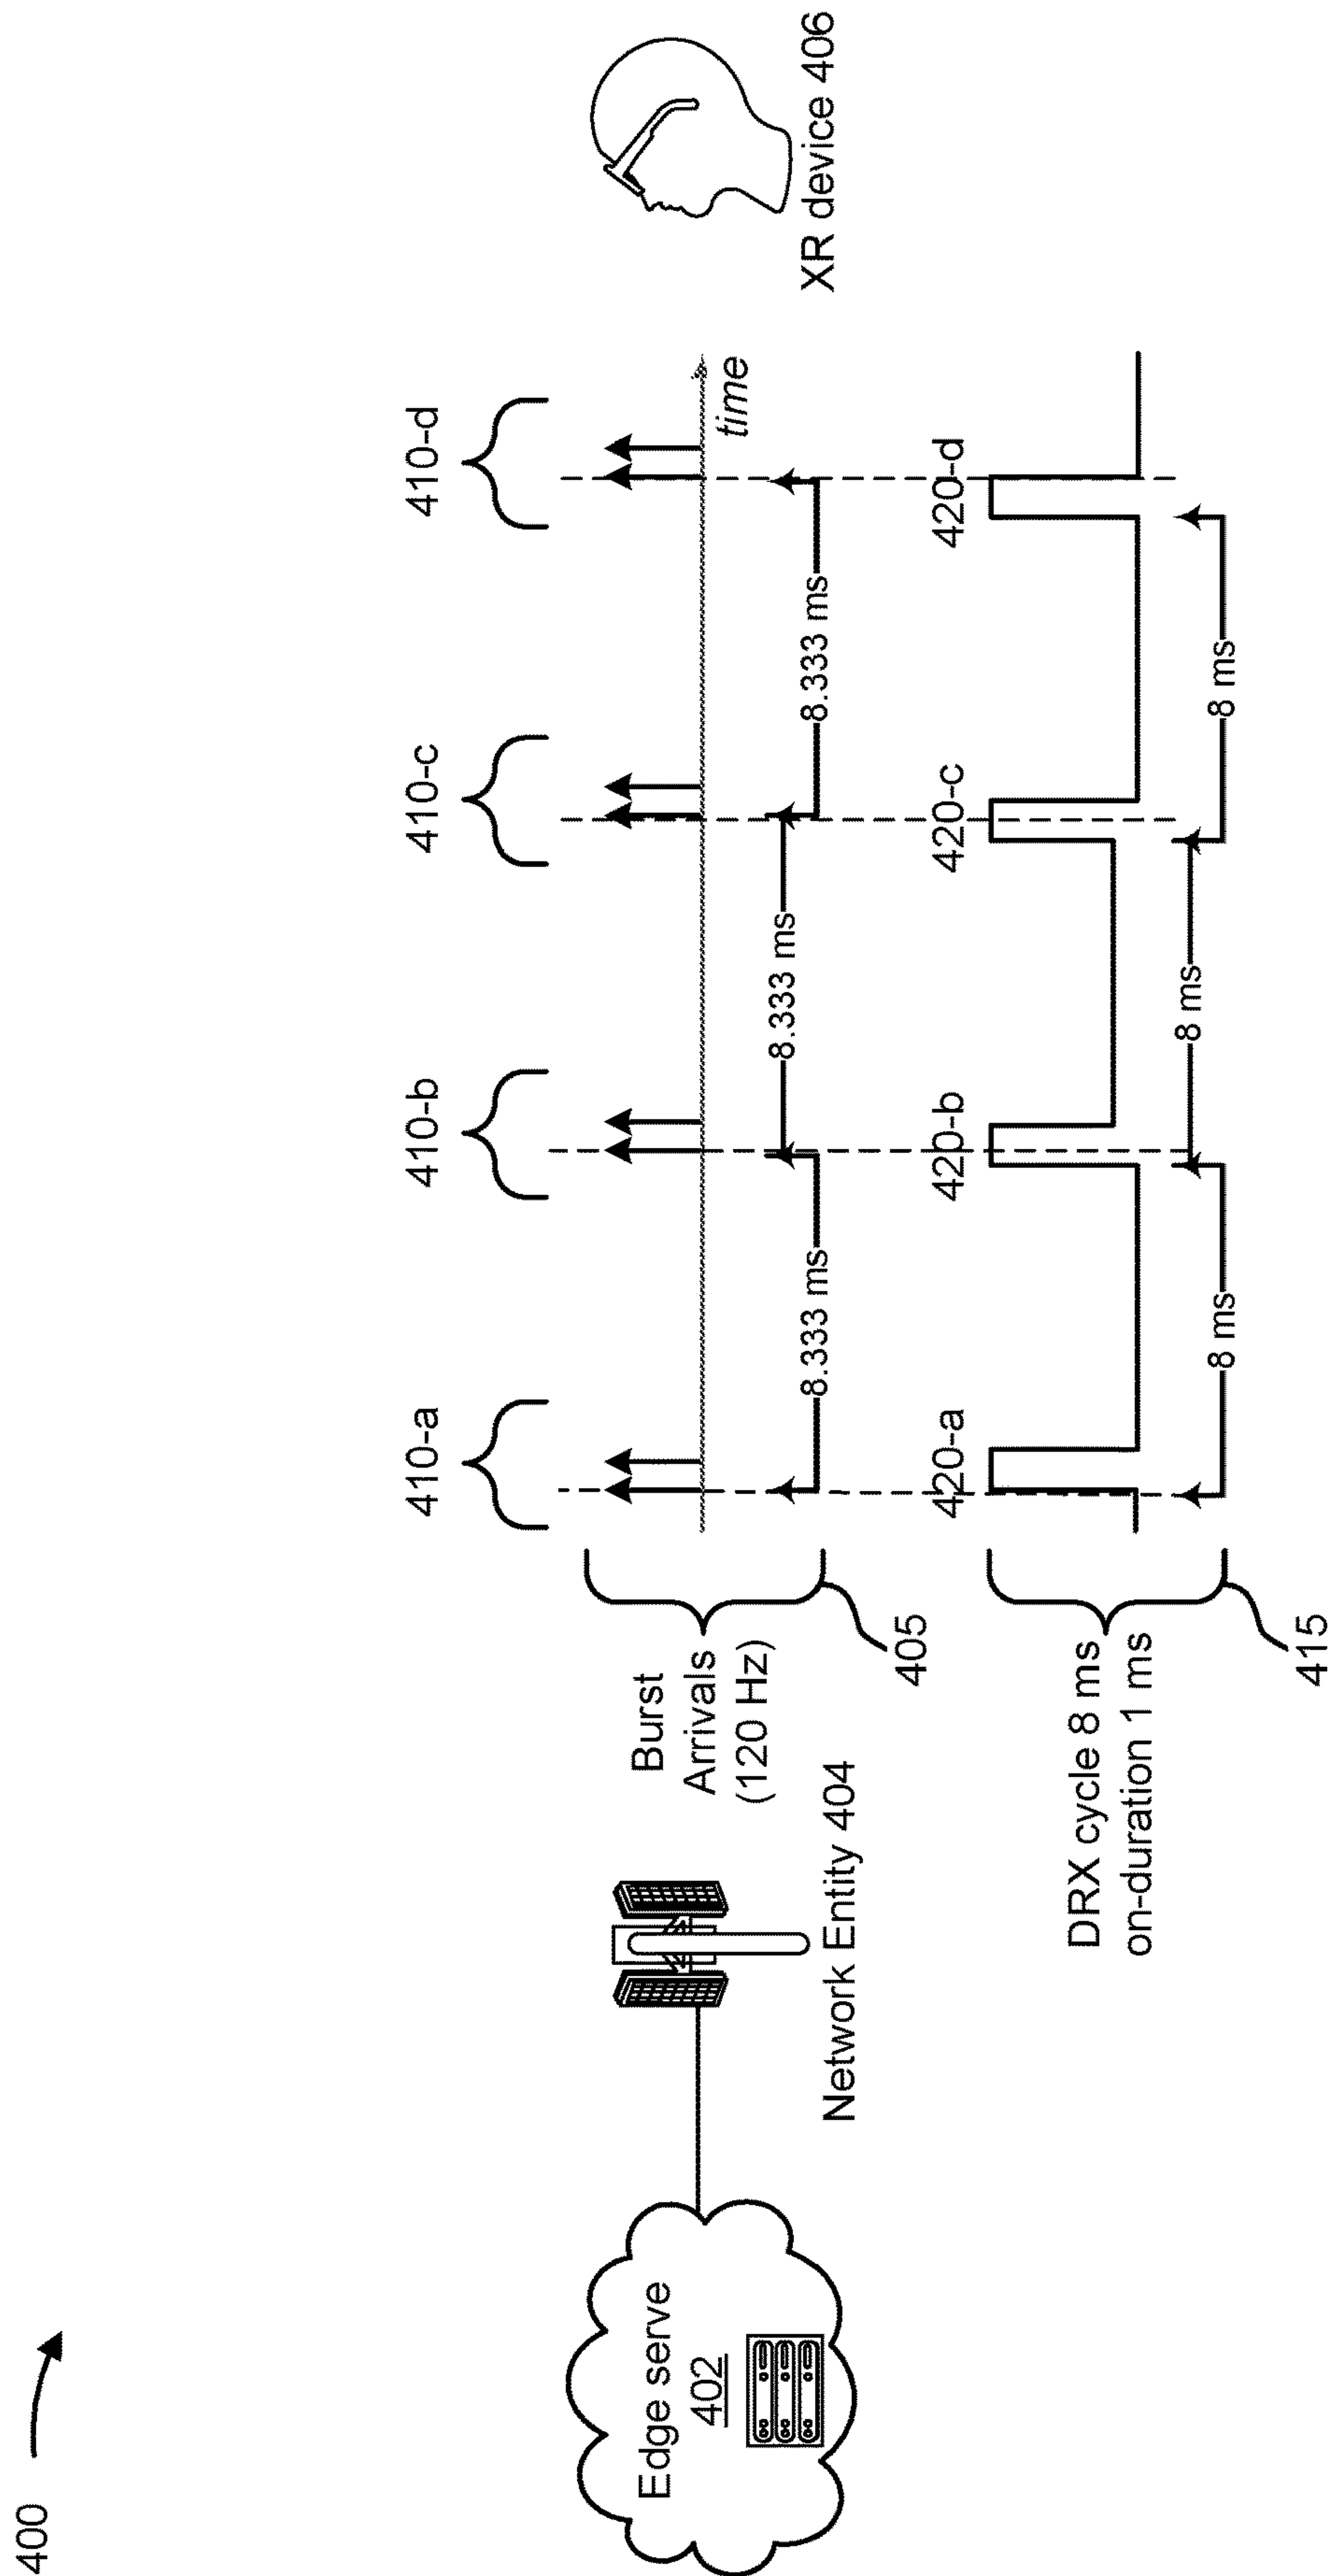 400
410-a
410-b
410-c
410-d
Edge serve
402
Network Entity 404
Burst
Arrivals
(120 Hz)
405
time
8.333 ms
8.333 ms
8.333 ms
XR device 406
420-a
420-b
420-c
420-d
DRX cycle 8 ms
on-duration 1 ms
415
8 ms
8 ms
8 ms